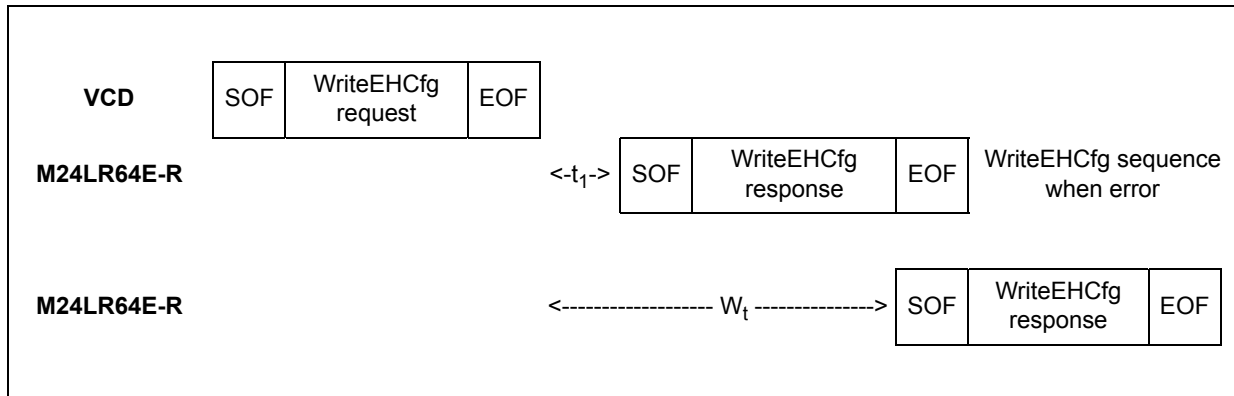 VCD SOF WriteEHCfg request EOF
M24LR64E-R <-t1-> SOF WriteEHCfg response EOF WriteEHCfg sequence when error
M24LR64E-R <------------------- Wt ---------------> SOF WriteEHCfg response EOF